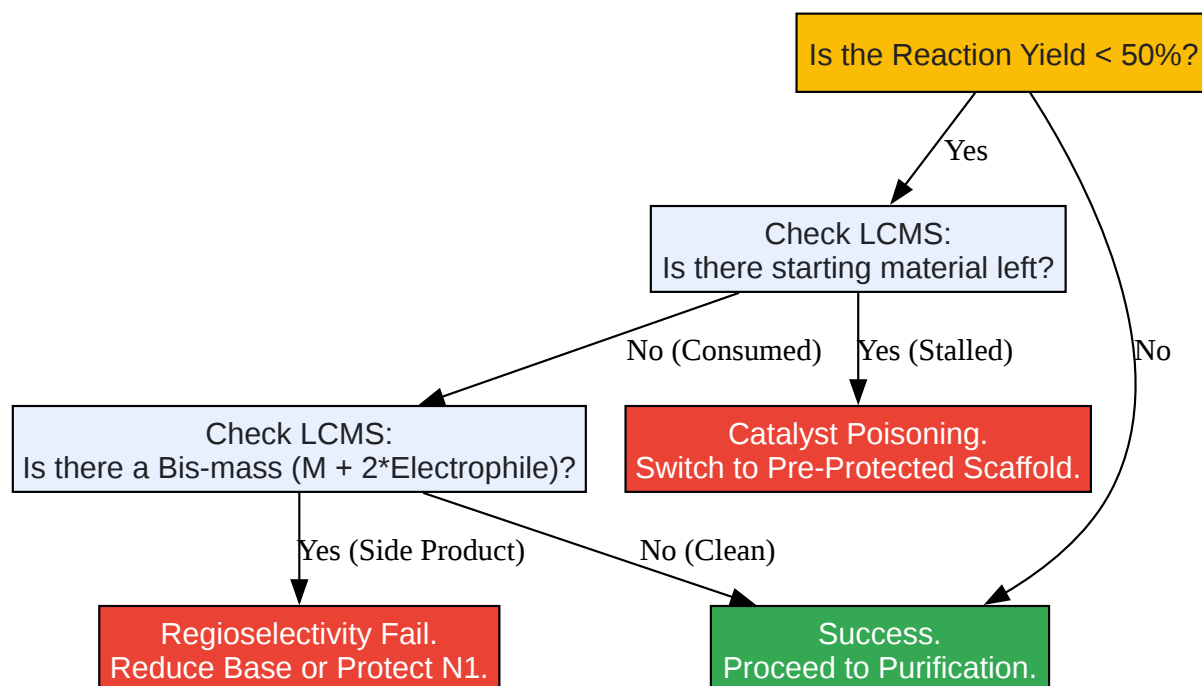 Is the Reaction Yield < 50%?
Yes
No
Check LCMS:
Is there starting material left?
No (Consumed)
Yes (Stalled)
Check LCMS:
Is there a Bis-mass (M + 2*Electrophile)?
Catalyst Poisoning.
Switch to Pre-Protected Scaffold.
Yes (Side Product)
No (Clean)
Regioselectivity Fail.
Reduce Base or Protect N1.
Success.
Proceed to Purification.